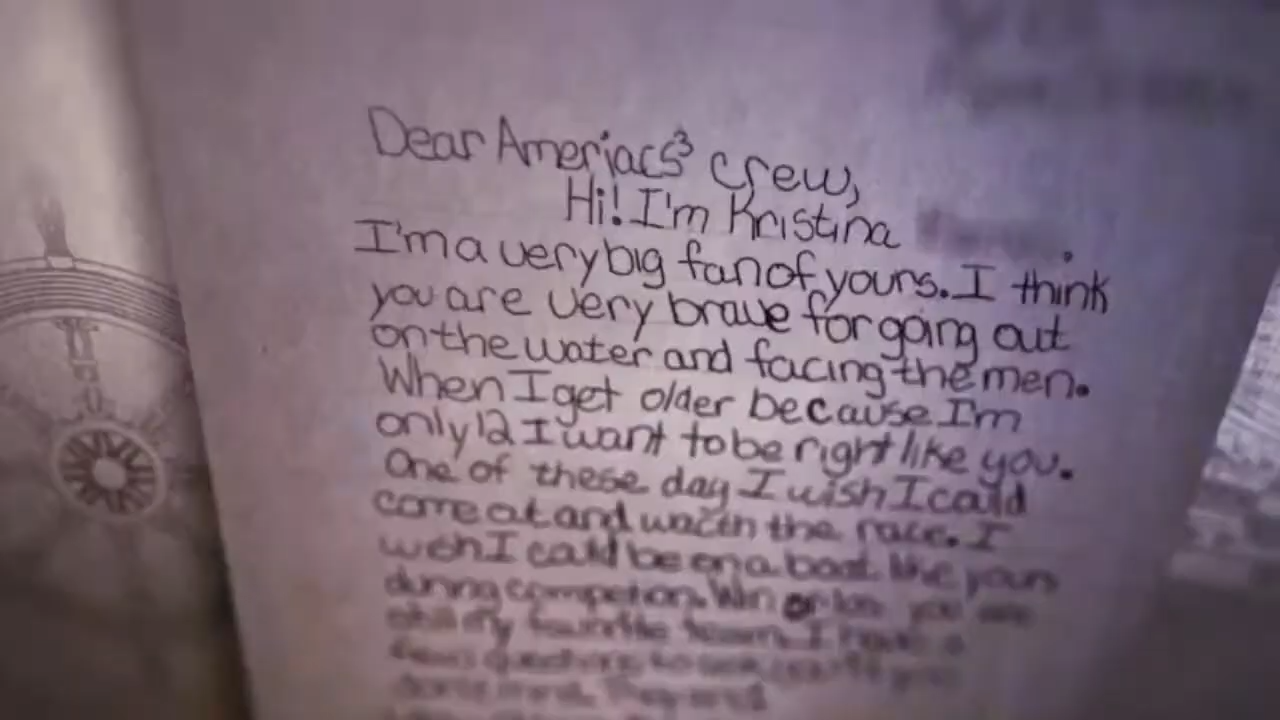 Dear Ameriacs³ crew,
Hi! I'm Kristina
I'm a very big fan of yours. I think
you are very brave for going out
on the water and facing the men.
When I get older because I'm
only 12 I want to be right like you.
One of these day I wish I could
come out and wacth the race. I
wish I could be on a boat like yours
during competion. Win or lose you are
still my favorite team. I have a